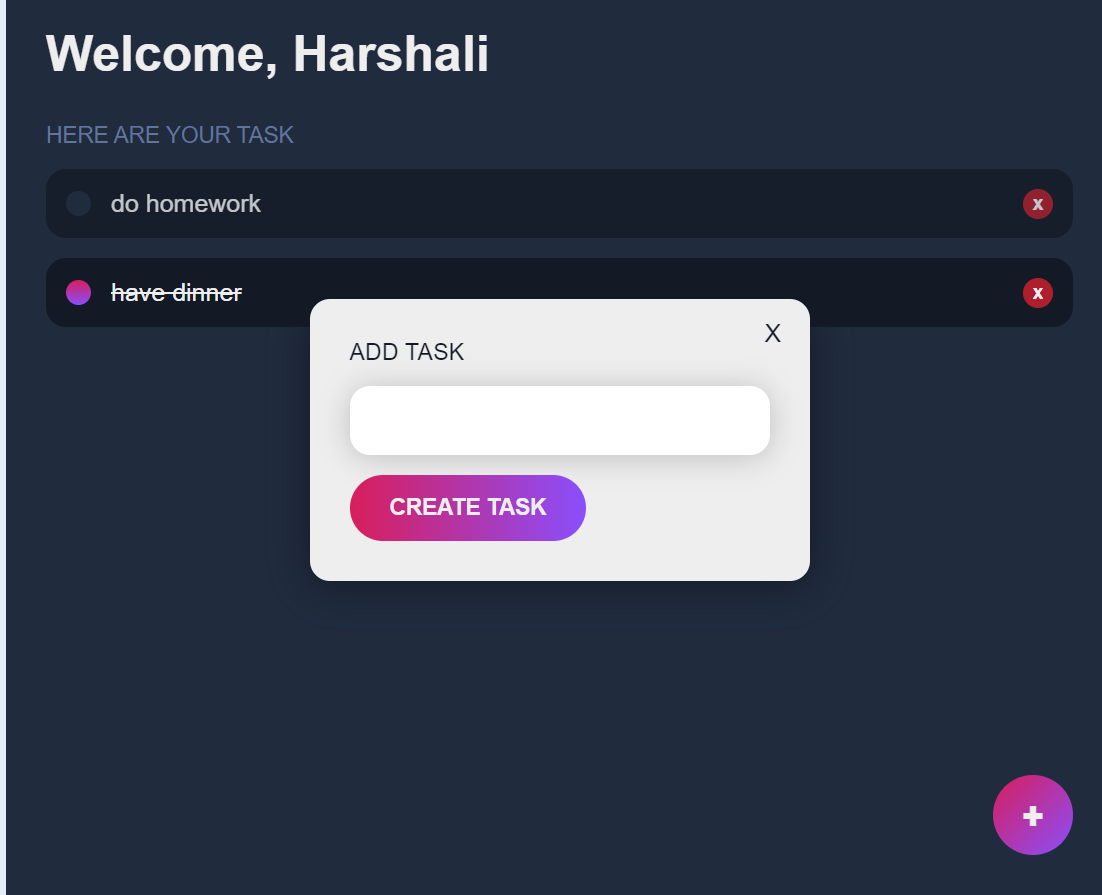 Welcome, Harshali
HERE ARE YOUR TASK
do homework x
have dinner x
X
ADD TASK
CREATE TASK
+